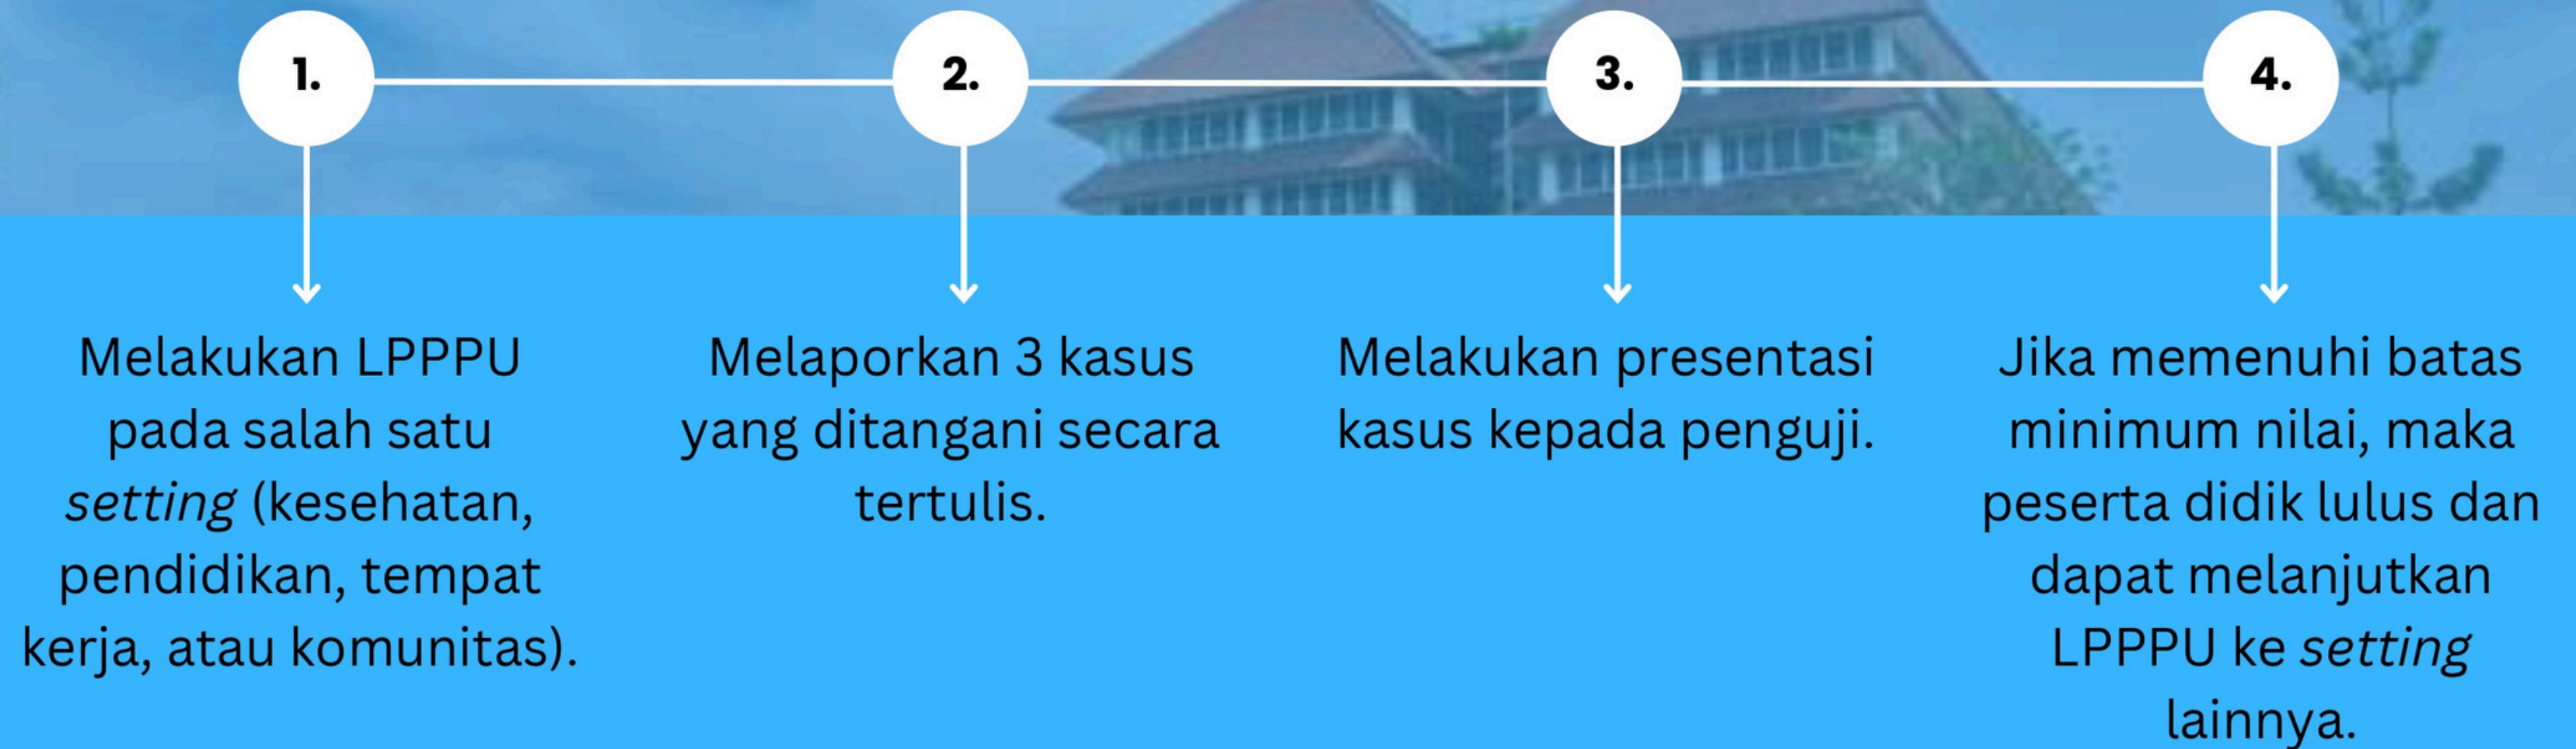 1.
2.
3.
4.
Melakukan LPPPU
pada salah satu
setting (kesehatan,
pendidikan, tempat
kerja, atau komunitas).
Melaporkan 3 kasus
yang ditangani secara
tertulis.
Melakukan presentasi
kasus kepada penguji.
Jika memenuhi batas
minimum nilai, maka
peserta didik lulus dan
dapat melanjutkan
LPPPU ke setting
lainnya.